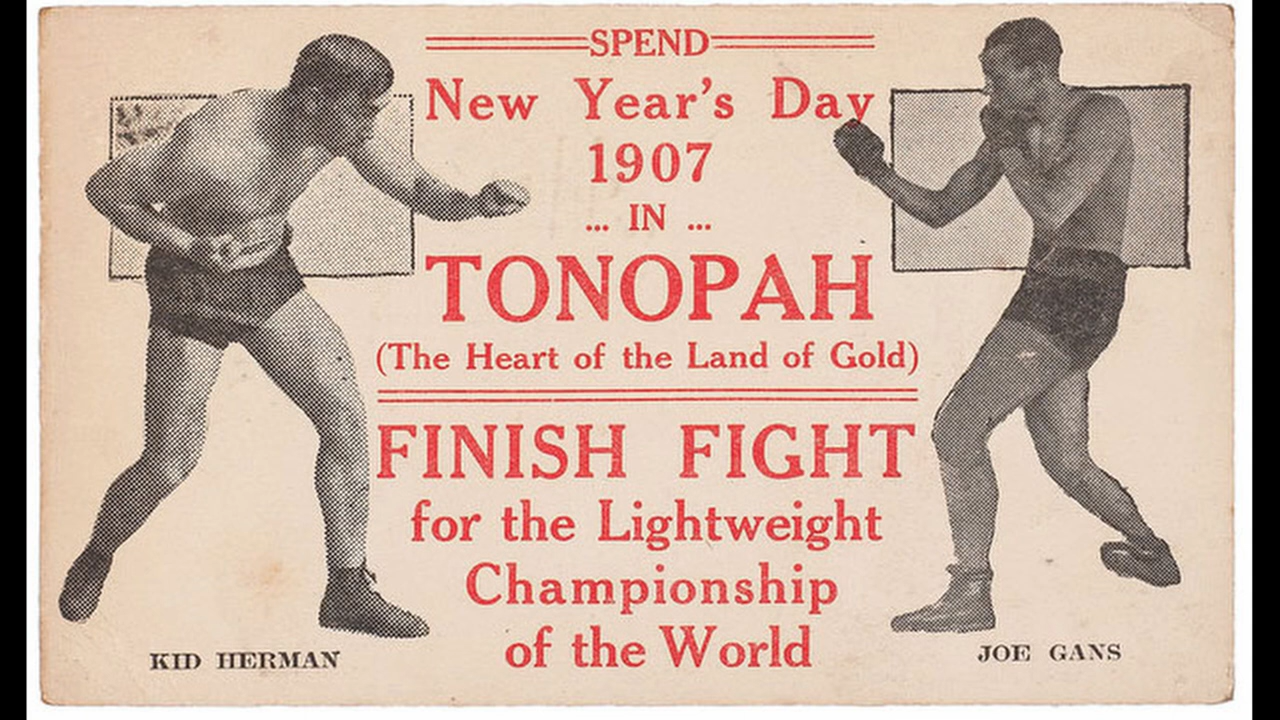 SPEND
New Year's Day
1907
... IN ...
TONOPAH
(The Heart of the Land of Gold)
FINISH FIGHT
for the Lightweight
Championship
of the World
KID HERMAN
JOE GANS